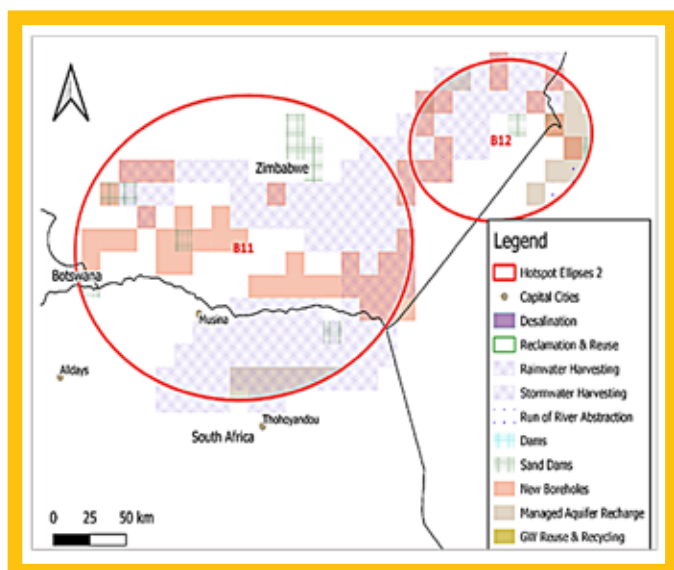 Zimbabwe
B12
B11
Botswana
Musina
Alldays
Thohoyandou
South Africa
0 25 50 km
Legend
Hotspot Ellipses 2
Capital Cities
Desalination
Reclamation & Reuse
Rainwater Harvesting
Stormwater Harvesting
Run of River Abstraction
Dams
Sand Dams
New Boreholes
Managed Aquifer Recharge
GW Reuse & Recycling